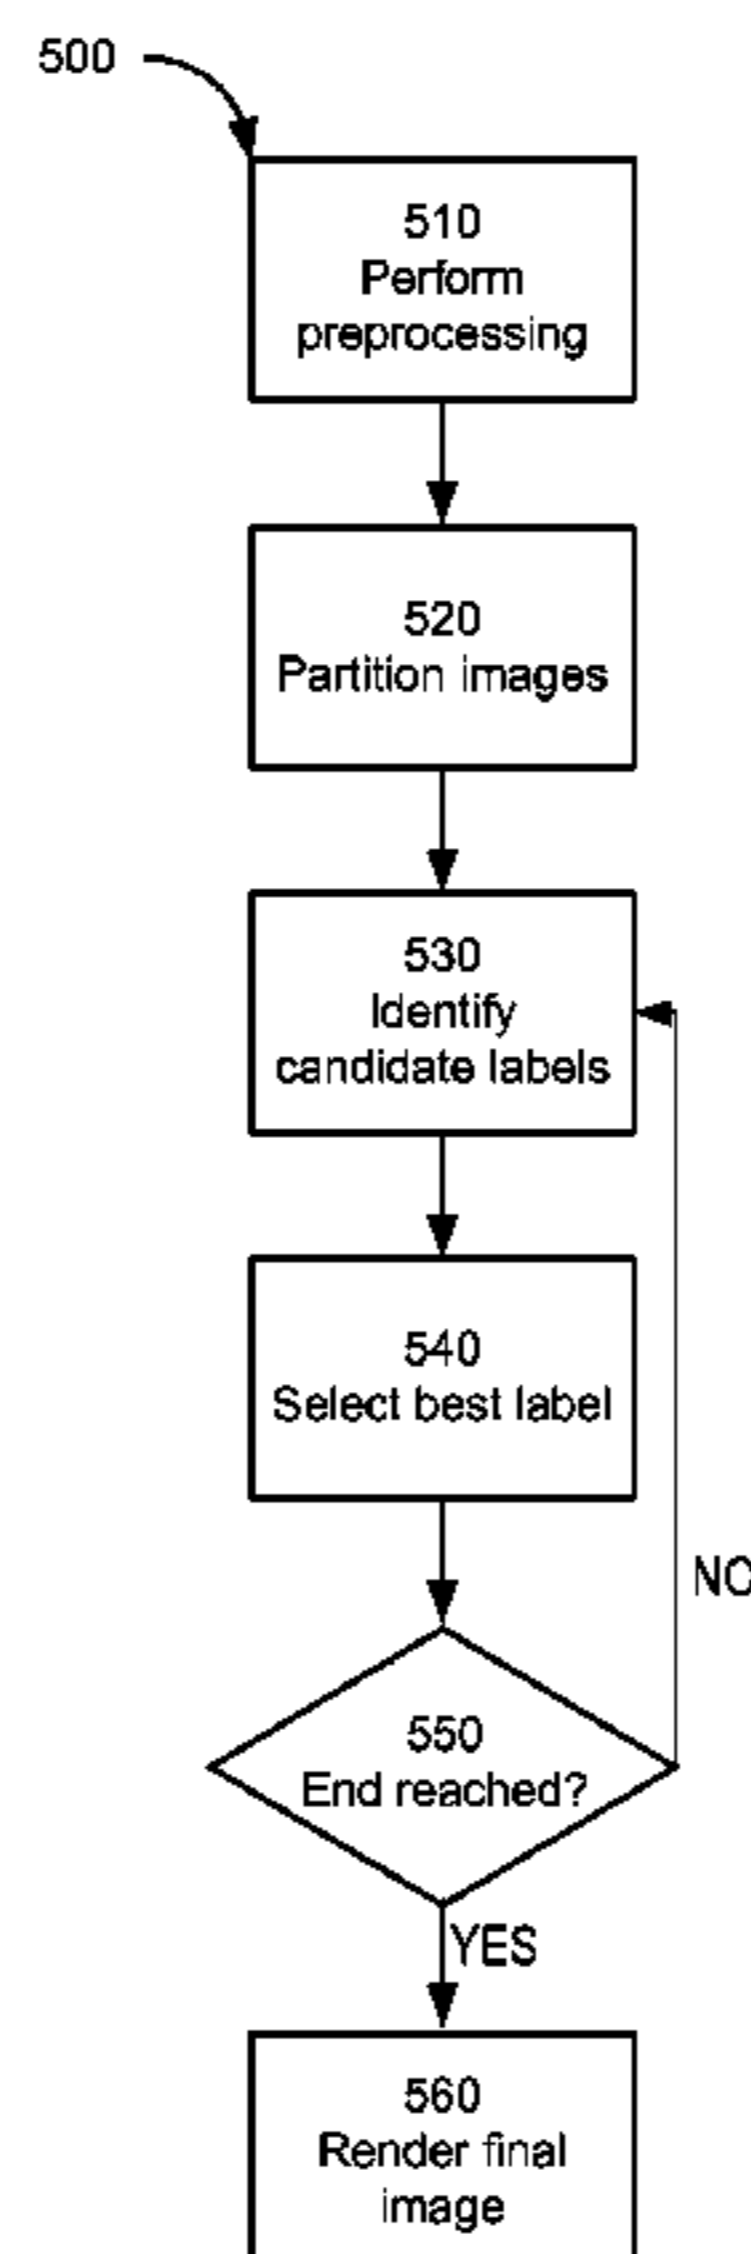 500
510
Perform
preprocessing
520
Partition images
530
Identify
candidate labels
540
Select best label
NO
550
End reached?
YES
560
Render final
image